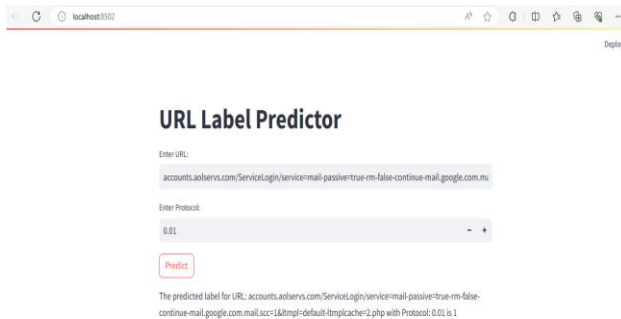 localhost:8502
Deplo
URL Label Predictor
Enter URL:
accounts.aolservs.com/ServiceLogin/service=mail-passive=true-rm-false-continue-mail.google.com.ma
Enter Protocol:
0.01
Predict
The predicted label for URL: accounts.aolservs.com/ServiceLogin/service=mail-passive=true-rm-false-
continue-mail.google.com.mail.scc=1&ltmpl=default-ltmplcache=2.php with Protocol: 0.01 is 1